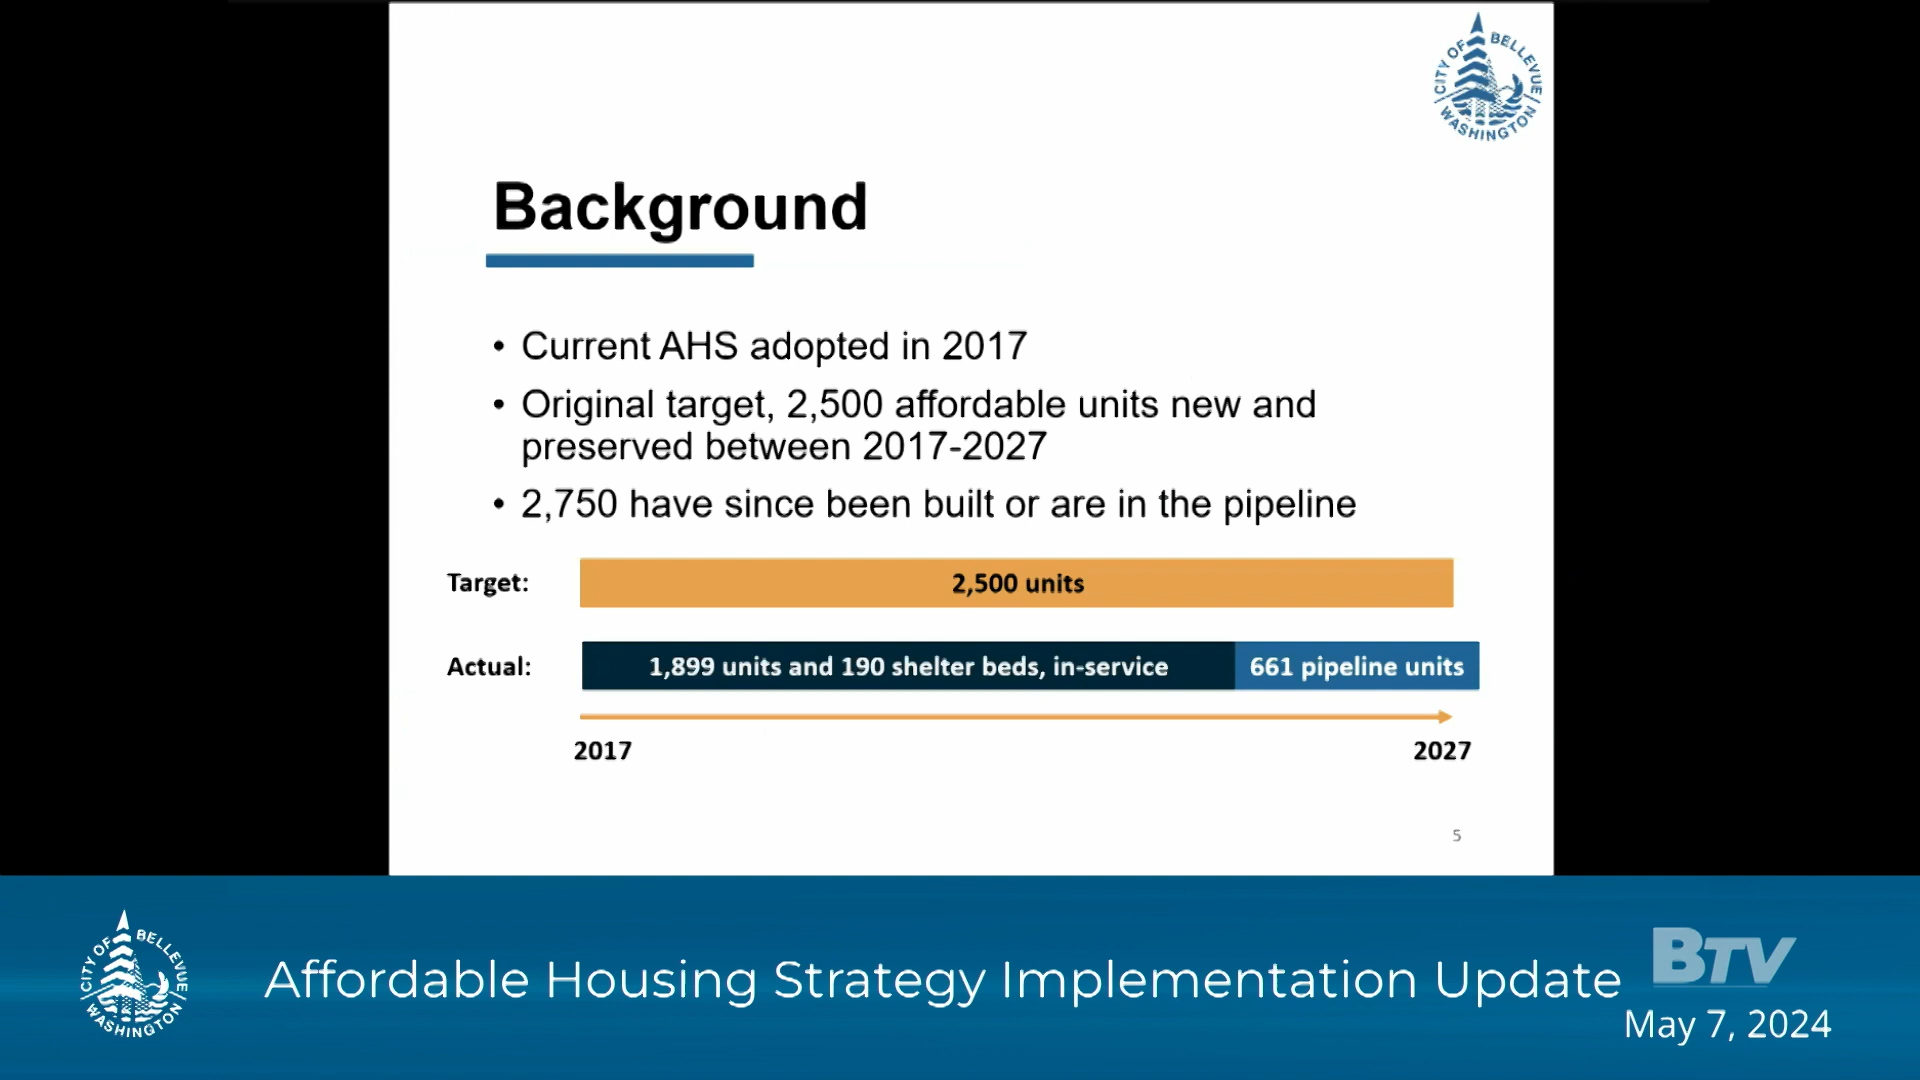 CITY OF BELLEVUE
WASHINGTON
Background
• Current AHS adopted in 2017
• Original target, 2,500 affordable units new and
preserved between 2017-2027
• 2,750 have since been built or are in the pipeline
Target:
2,500 units
Actual:
1,899 units and 190 shelter beds, in-service
661 pipeline units
2017
2027
5
CITY OF BELLEVUE
WASHINGTON
Affordable Housing Strategy Implementation Update
BTV
May 7, 2024